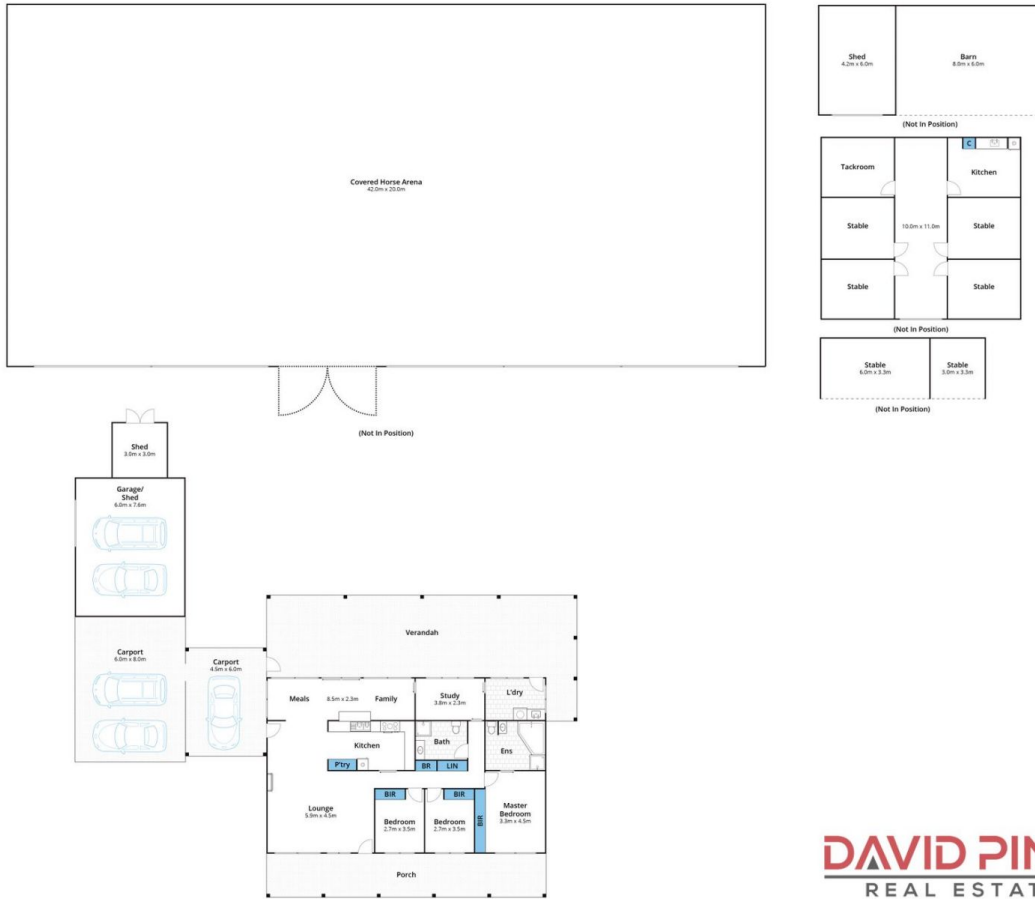 Covered Horse Arena
42.0m x 20.0m
(Not In Position)
Shed
4.2m x 6.0m
Barn
8.0m x 6.0m
(Not In Position)
Tackroom
C
Kitchen
Stable
10.0m x 11.0m
Stable
Stable
Stable
(Not In Position)
Stable
6.0m x 3.3m
Stable
3.0m x 3.3m
(Not In Position)
Shed
3.0m x 3.0m
Garage/
Shed
6.0m x 7.6m
Carport
6.0m x 8.0m
Carport
4.5m x 6.0m
Verandah
Meals
8.5m x 2.3m
Family
Study
3.8m x 2.3m
L'dry
Kitchen
Bath
Ens
P'try
BR
LIN
BIR
BIR
BIR
Lounge
5.9m x 4.5m
Bedroom
2.7m x 3.5m
Bedroom
2.7m x 3.5m
Master
Bedroom
3.3m x 4.5m
Porch
DAVID PIN
REAL ESTAT